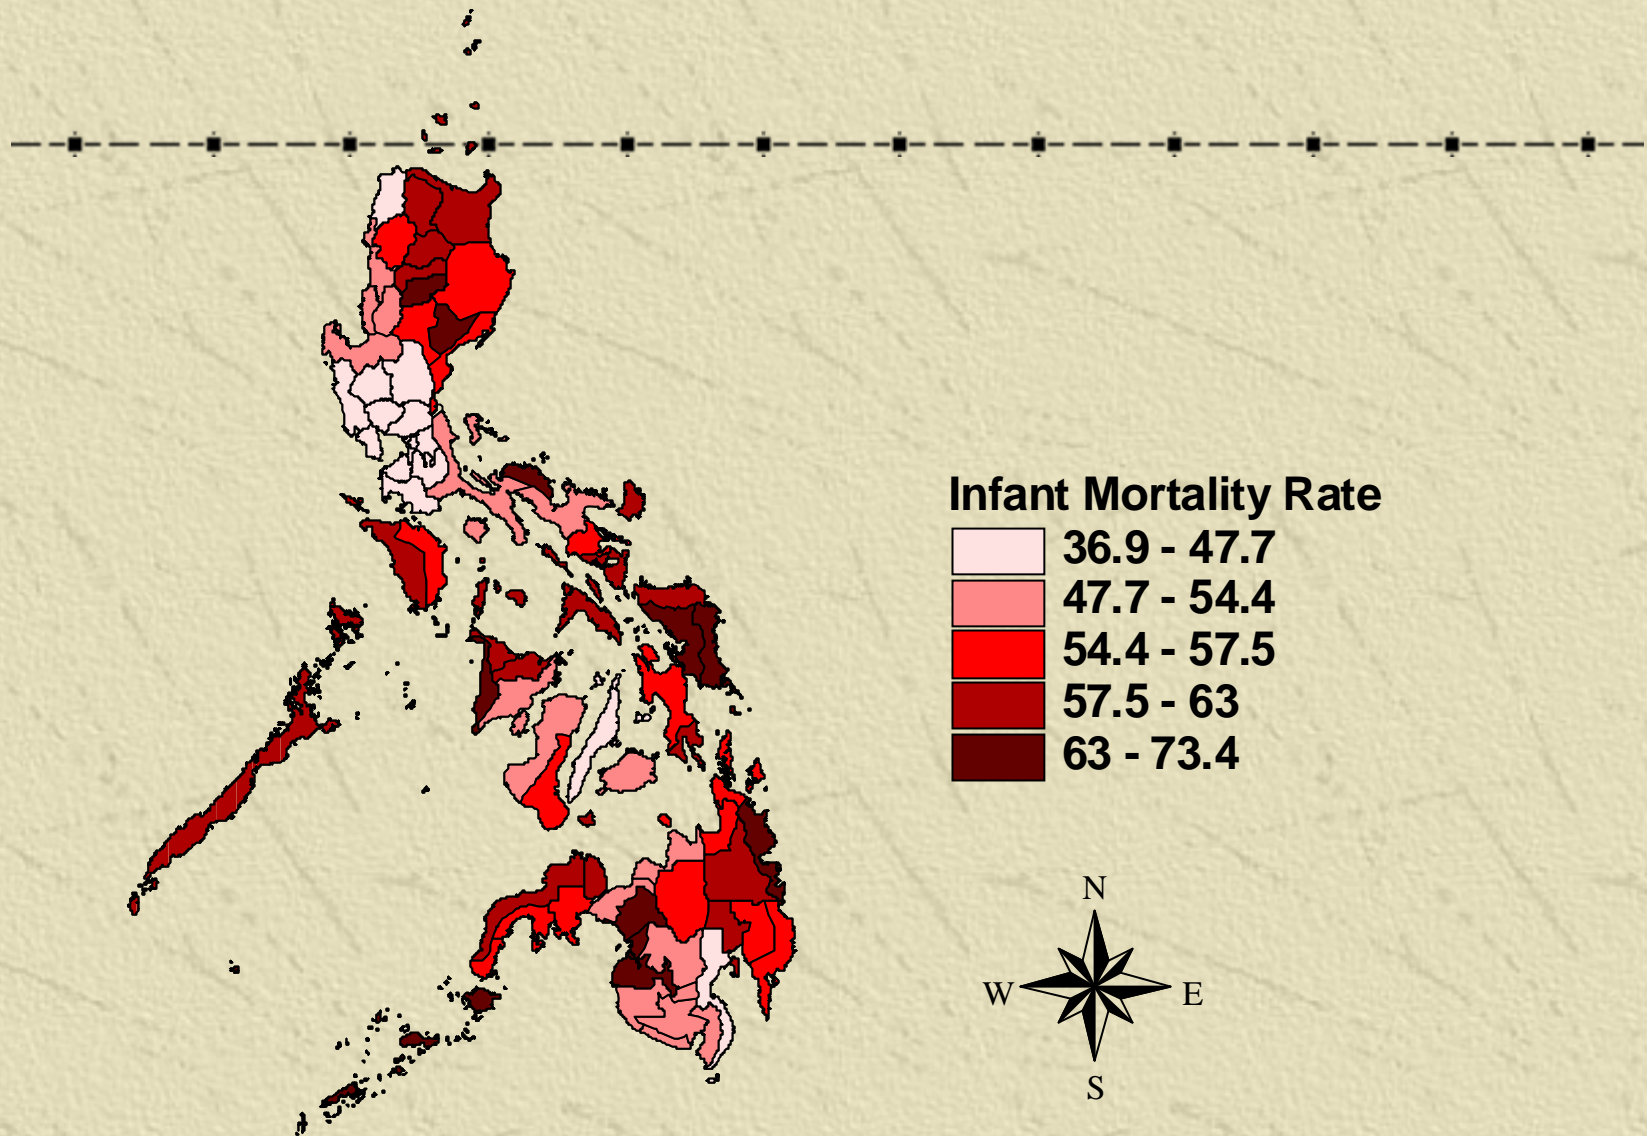 Infant Mortality Rate
36.9 - 47.7
47.7 - 54.4
54.4 - 57.5
57.5 - 63
63 - 73.4
N
W E
S